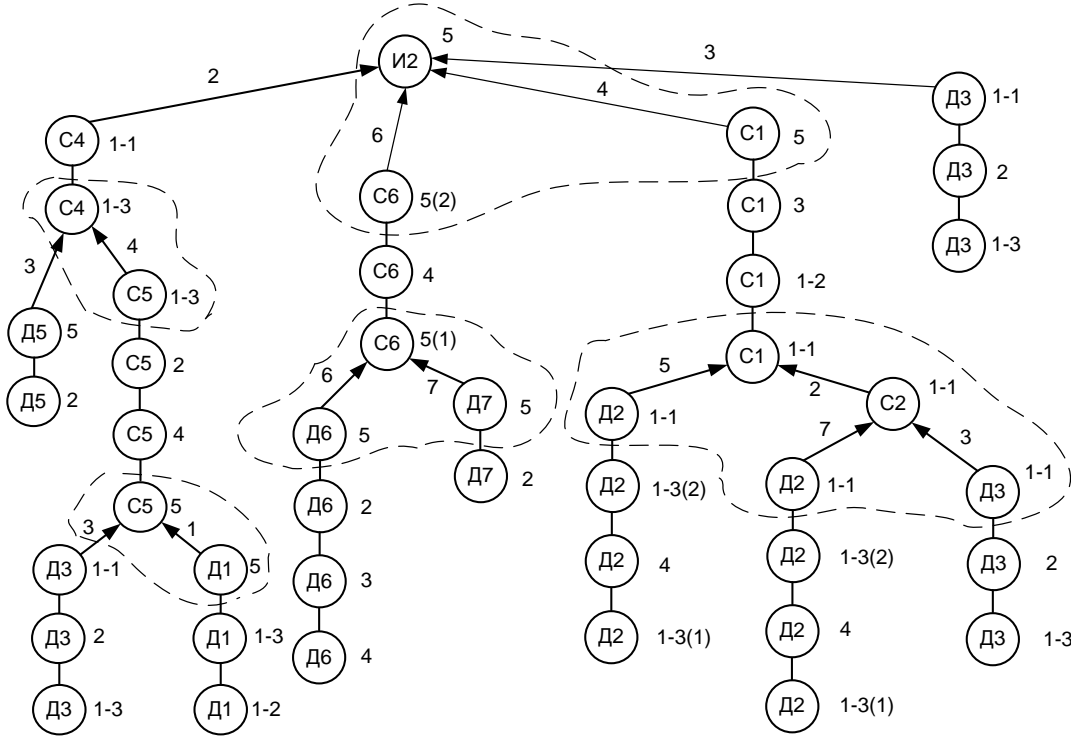 5
И2
3
2
4
Д3 1-1
6
С1 5
С4 1-1
Д3 2
С6 5(2)
С4 1-3
С1 3
4
Д3 1-3
3
С6 4
С1 1-2
С5 1-3
Д5 5
С6 5(1)
С1 1-1
С5 2
6
7
5
2
С2 1-1
Д5 2
Д7 5
Д2 1-1
С5 4
Д6 5
7
3
Д7 2
Д2 1-1
Д3 1-1
Д2 1-3(2)
С5 5
Д6 2
3
1
Д2 1-3(2)
Д3 2
Д2 4
Д3 1-1
Д1 5
Д6 3
Д3 2
Д1 1-3
Д2 1-3(1)
Д2 4
Д3 1-3
Д6 4
Д3 1-3
Д1 1-2
Д2 1-3(1)